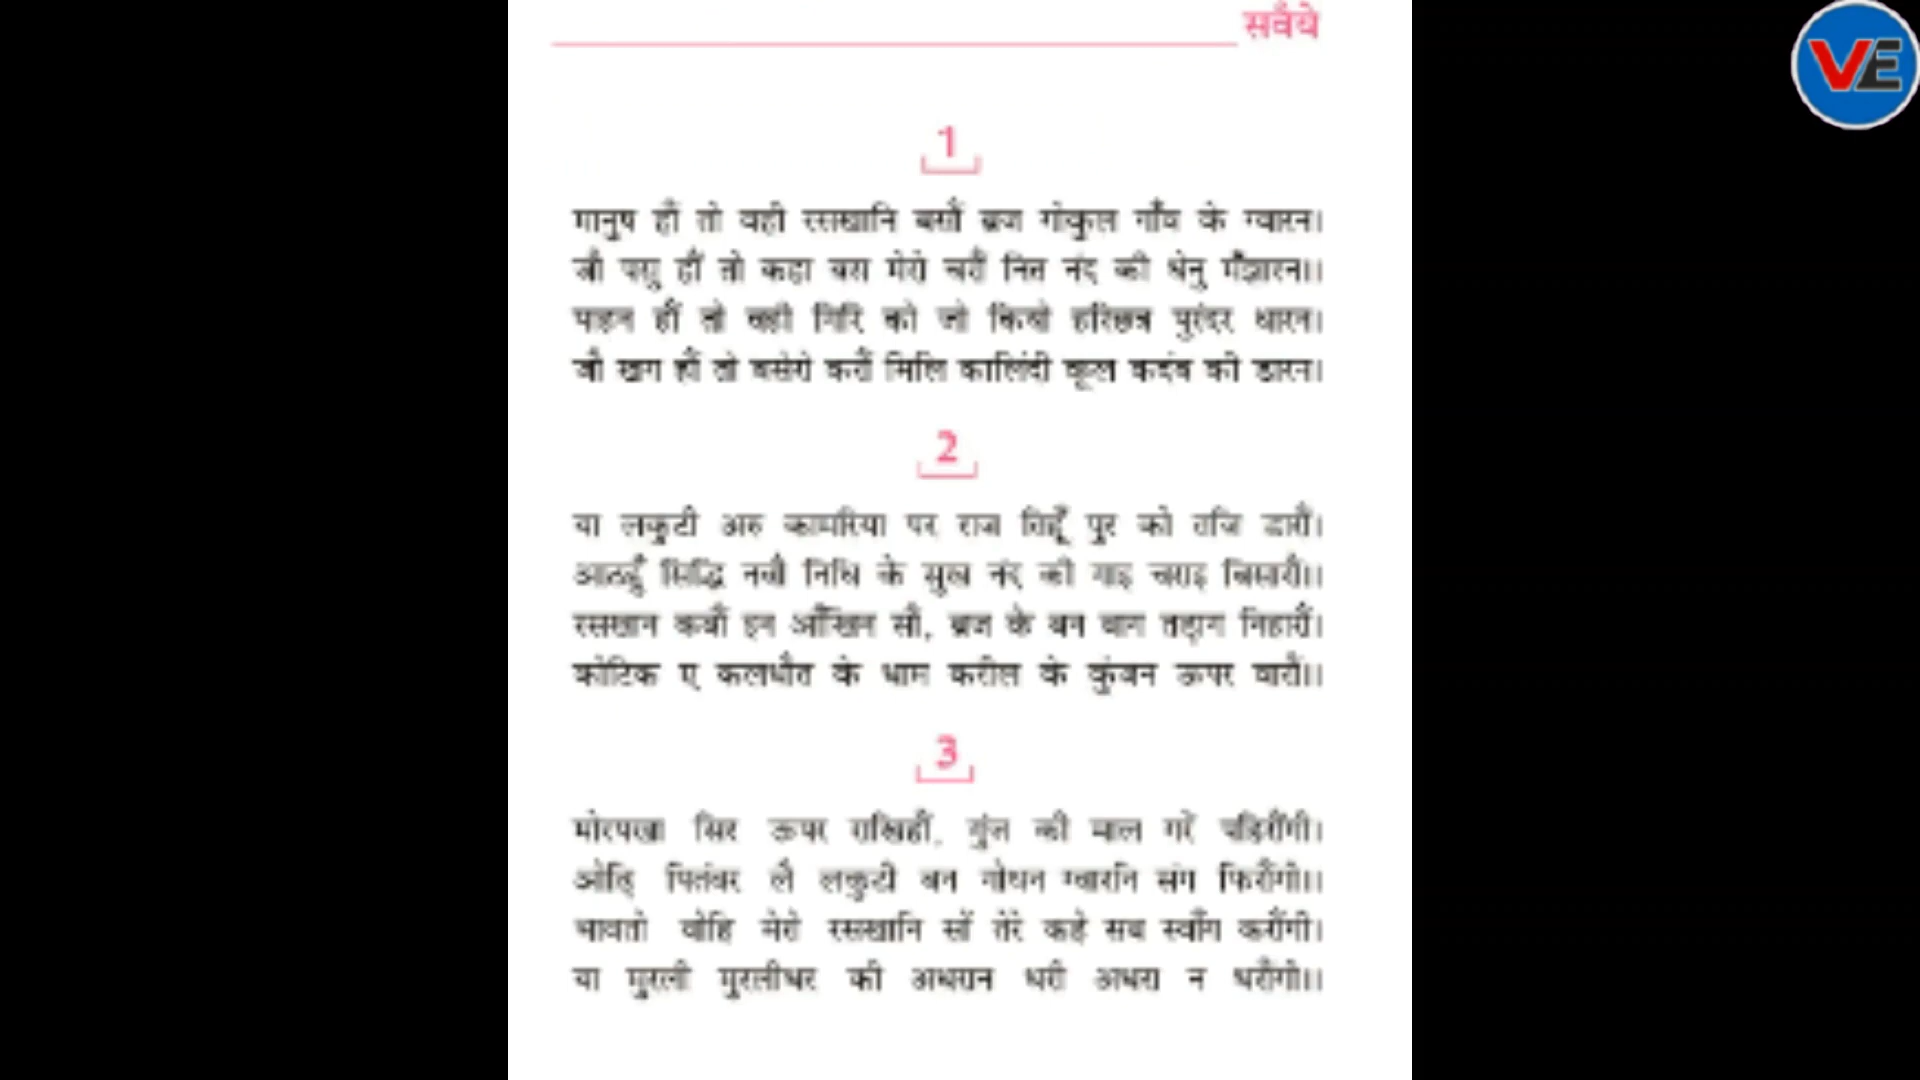 सवैये
VE
1
मानुष हौं तो वही रसखानि बसौं ब्रज गोकुल गाँव के ग्वारन।
जौ पसु हौं तो कहा बस मेरो चरौं नित नंद की धेनु मँझारन।।
पाहन हौं तो वही गिरि को जो कियो हरिछत्र पुरंदर धारन।
जौ खग हौं तो बसेरो करौं मिलि कालिंदी कूल कदंब की डारन।
2
या लकुटी अरु कामरिया पर राज तिहूँ पुर को तजि डारौं।
आठहुँ सिद्धि नवौ निधि के सुख नंद की गाइ चराइ बिसारौं।।
रसखान कबौं इन आँखिन सौं, ब्रज के बन बाग तड़ाग निहारौं।
कोटिक ए कलधौत के धाम करील के कुंजन ऊपर वारौं।।
3
मोरपखा सिर ऊपर राखिहौं, गुंज की माल गरें पहिरौंगी।
ओढ़ि पितंबर लै लकुटी बन गोधन ग्वारनि संग फिरौंगी।।
भावतो वोहि मेरो रसखानि सों तेरे कहे सब स्वाँग करौंगी।
या मुरली मुरलीधर की अधरान धरी अधरा न धरौंगी।।